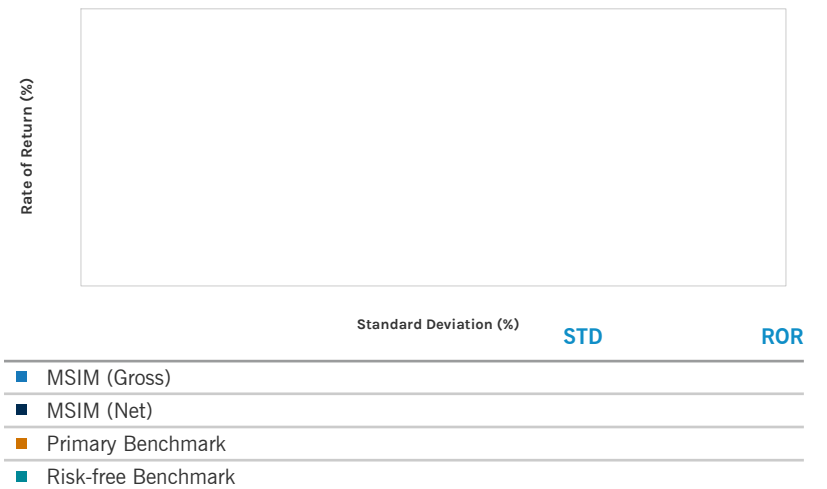 Rate of Return (%)
Standard Deviation (%)
STD ROR
MSIM (Gross)
MSIM (Net)
Primary Benchmark
Risk-free Benchmark